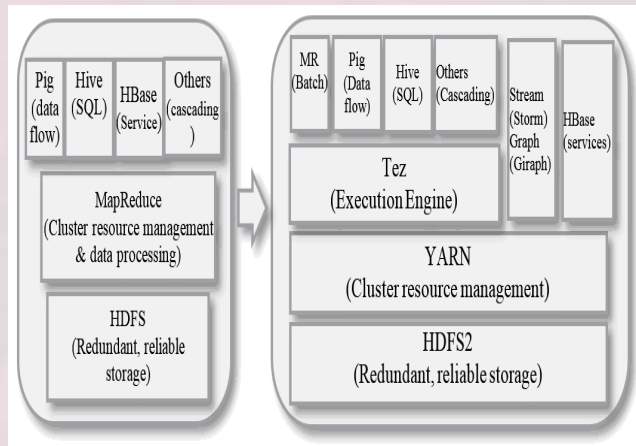 Pig
(data
flow)
Hive
(SQL)
HBase
(Service)
Others
(cascading
)
MapReduce
(Cluster resource management
& data processing)
HDFS
(Redundant, reliable
storage)
MR
(Batch)
Pig
(Data
flow)
Hive
(SQL)
Others
(Cascading)
Stream
(Storm)
Graph
(Giraph)
HBase
(services)
Tez
(Execution Engine)
YARN
(Cluster resource management)
HDFS2
(Redundant, reliable storage)